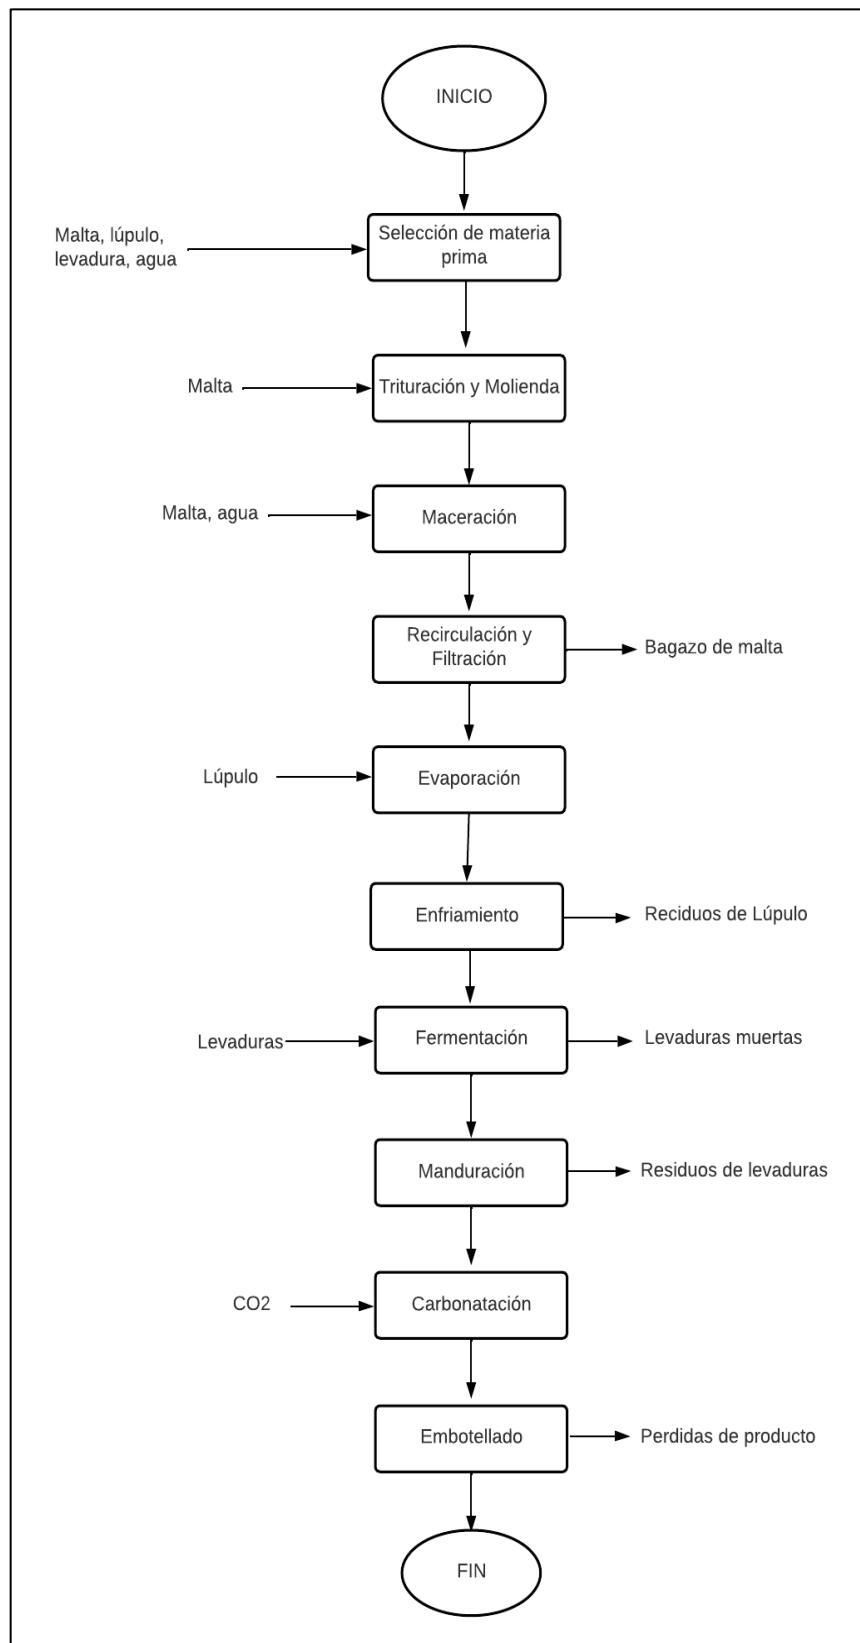 INICIO
Malta, lúpulo,
levadura, agua
Selección de materia
prima
Malta
Trituración y Molienda
Malta, agua
Maceración
Recirculación y
Filtración
Bagazo de malta
Lúpulo
Evaporación
Enfriamiento
Reciduos de Lúpulo
Levaduras
Fermentación
Levaduras muertas
Manduración
Residuos de levaduras
CO2
Carbonatación
Embotellado
Perdidas de producto
FIN